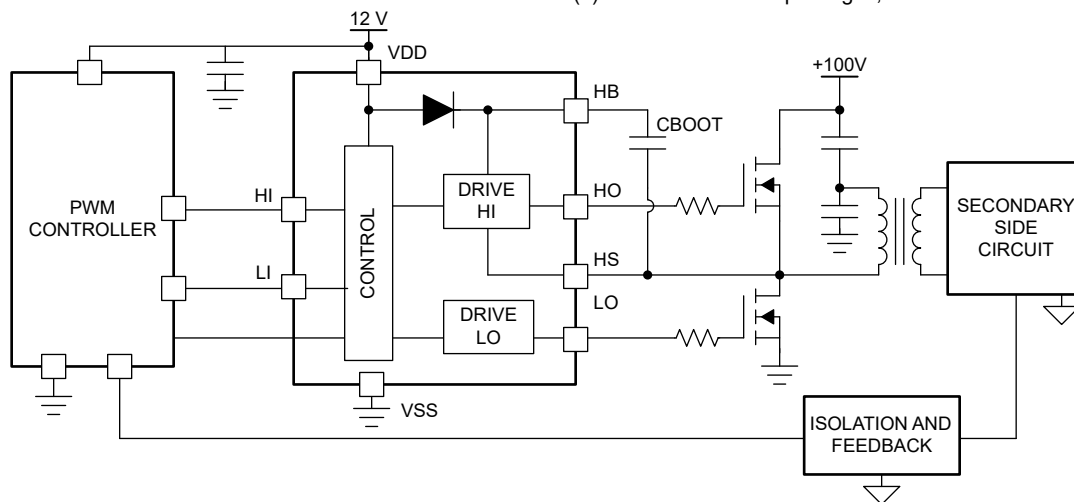 12 V
VDD
+100V
HB
CBOOT
DRIVE
HI
HO
HI
PWM
CONTROLLER
CONTROL
SECONDARY
SIDE
CIRCUIT
HS
LI
LO
DRIVE
LO
VSS
ISOLATION AND
FEEDBACK